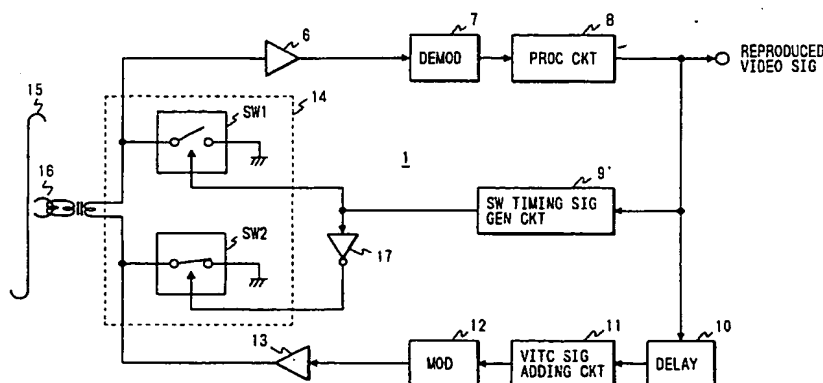 6
7
8
DEMOD
PROC CKT
REPRODUCED
VIDEO SIG
14
15
SW1
16
1
9'
SW TIMING SIG
GEN CKT
17
SW2
13
12
11
10
MOD
VITC SIG
ADDING CKT
DELAY